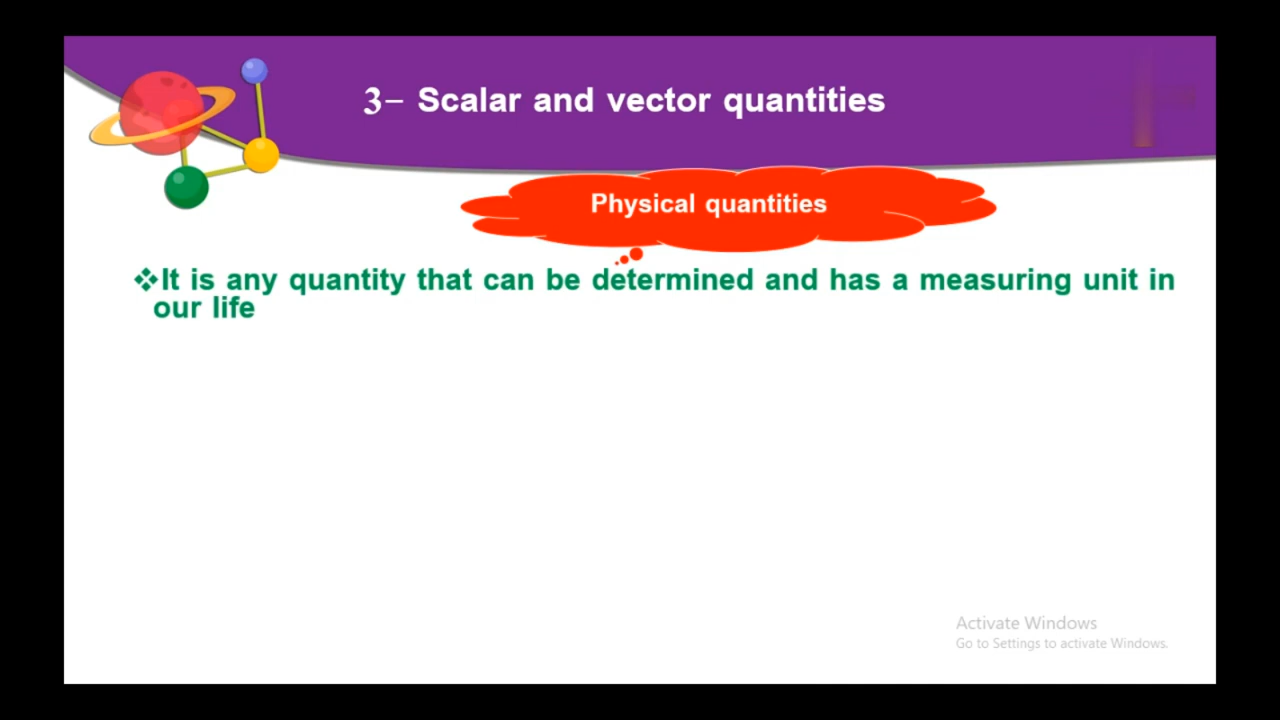 3- Scalar and vector quantities
Physical quantities
❖It is any quantity that can be determined and has a measuring unit in
our life
Activate Windows
Go to Settings to activate Windows.